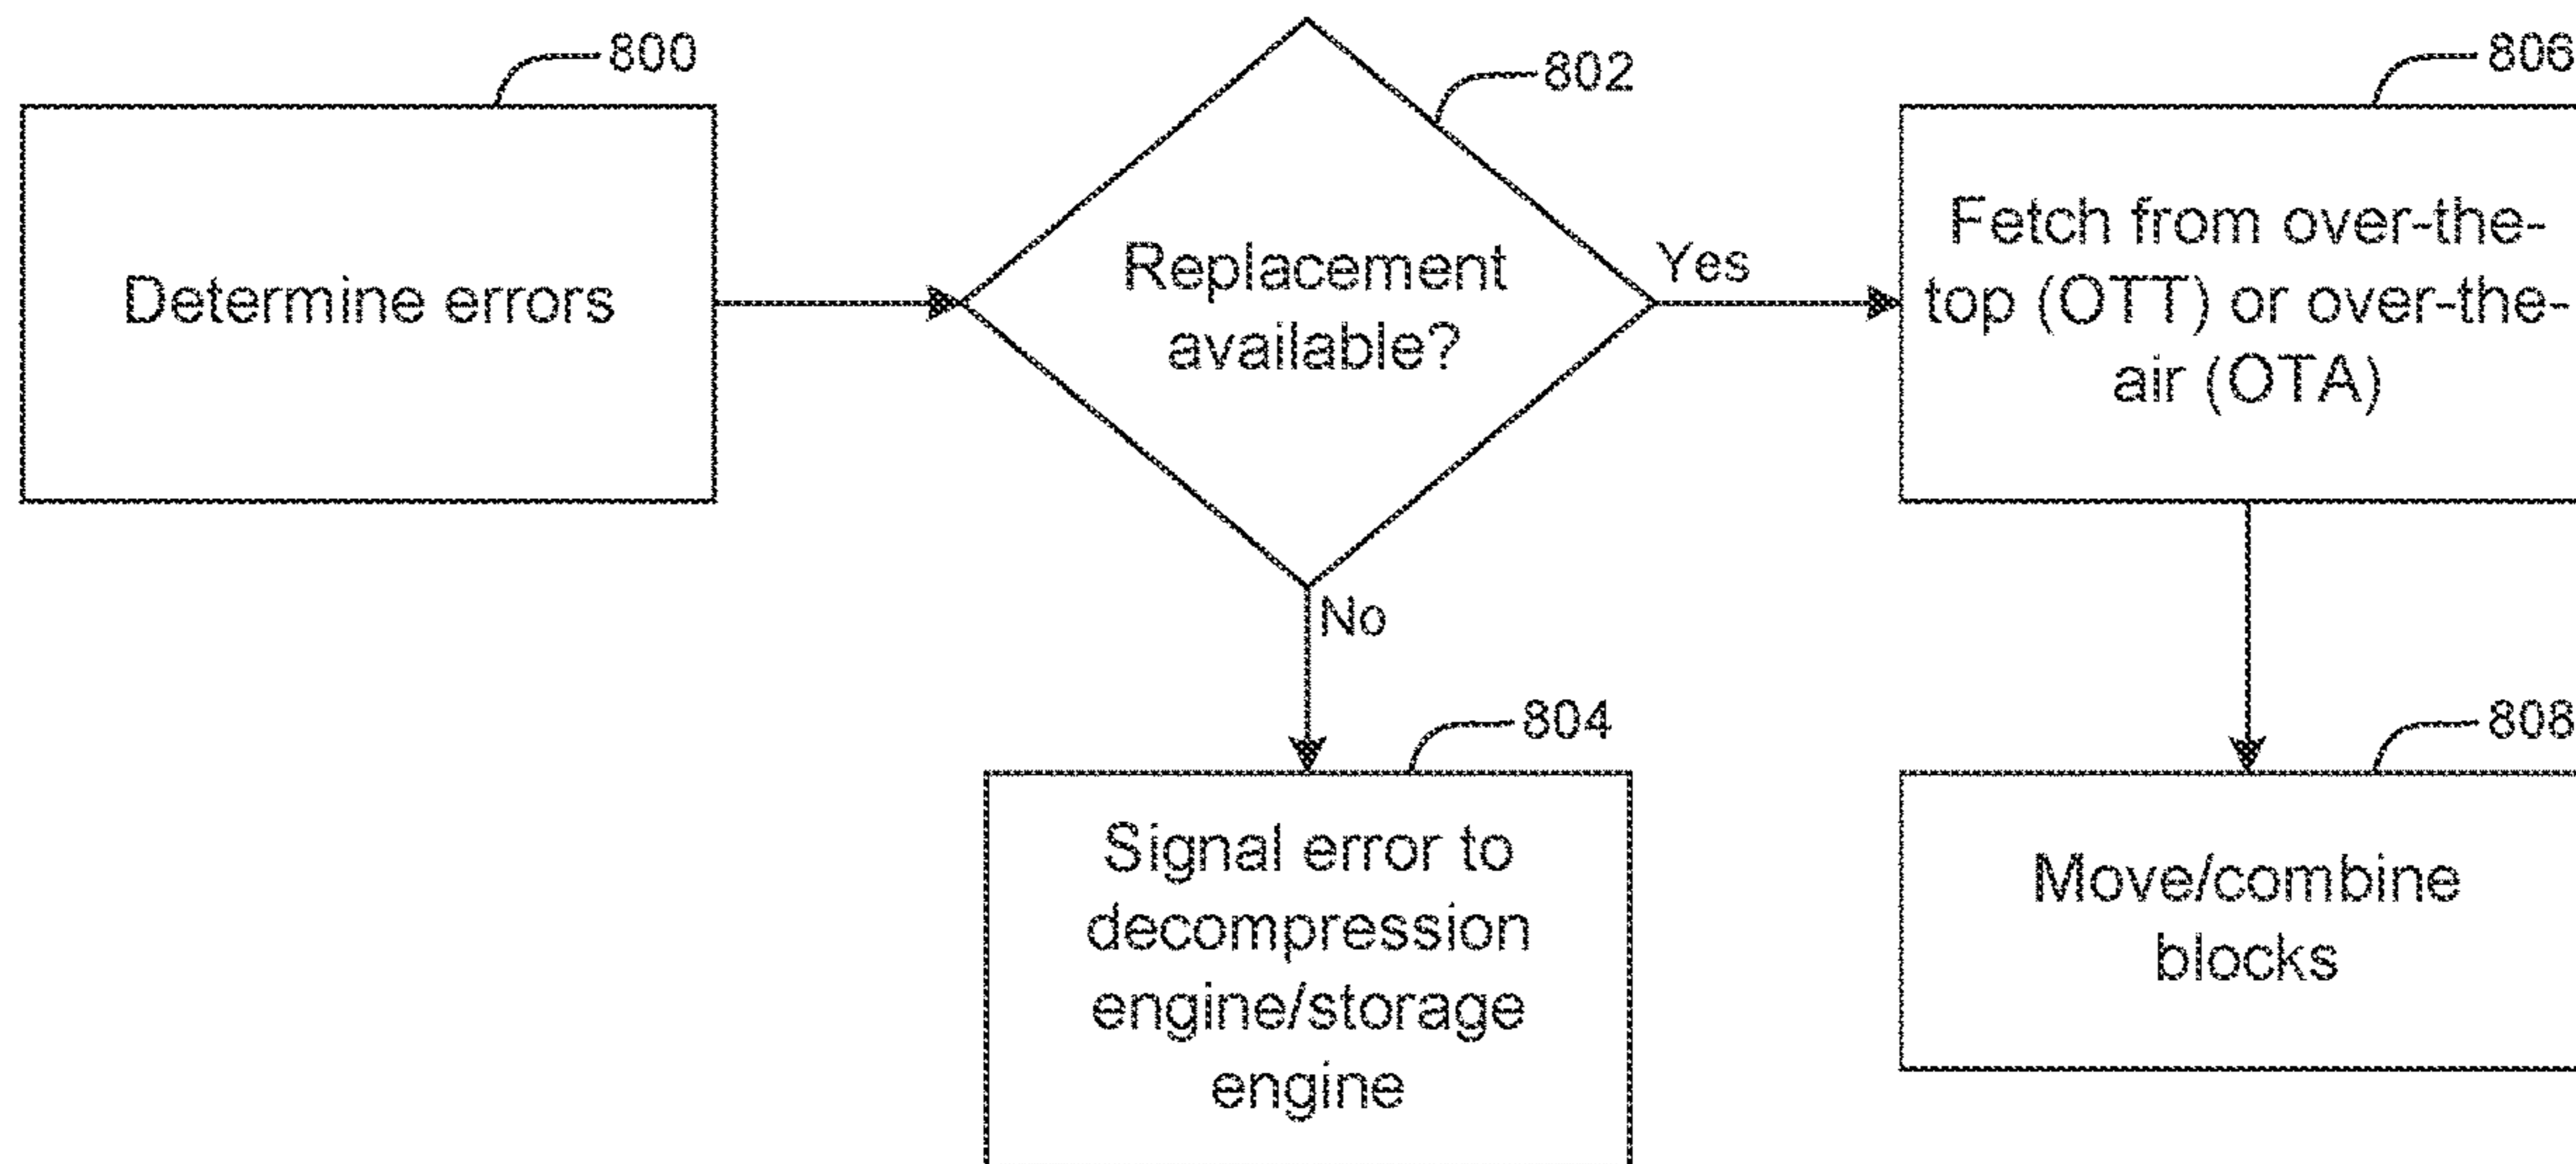 800
Determine errors
802
Replacement
available?
Yes
No
806
Fetch from over-the-
top (OTT) or over-the-
air (OTA)
804
Signal error to
decompression
engine/storage
engine
808
Move/combine
blocks